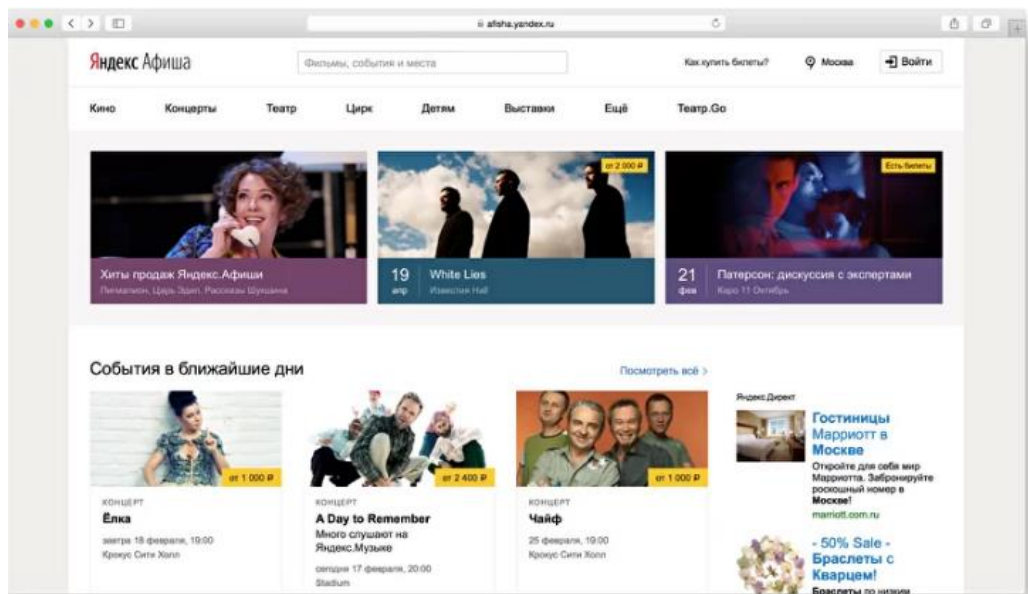 afisha.yandex.ru
Яндекс Афиша
Фильмы, события и места
Как купить билеты?
Москва
Войти
Кино
Концерты
Театр
Цирк
Детям
Выставки
Ещё
Театр.Go
Хиты продаж Яндекс.Афиши
Пигмалион, Царь Эдип, Рассказы Шукшина
от 2 000 ₽
19
апр
White Lies
Известия Hall
Есть билеты
21
фев
Патерсон: дискуссия с экспертами
Каро 11 Октябрь
События в ближайшие дни
Посмотреть всё >
от 1 000 ₽
КОНЦЕРТ
Ёлка
завтра 18 февраля, 19:00
Крокус Сити Холл
от 2 400 ₽
КОНЦЕРТ
A Day to Remember
Много слушают на
Яндекс.Музыке
сегодня 17 февраля, 20:00
Stadium
от 1 000 ₽
КОНЦЕРТ
Чайф
25 февраля, 19:00
Крокус Сити Холл
Яндекс.Директ
Гостиницы
Марриотт в
Москве
Откройте для себя мир
Марриотта. Забронируйте
роскошный номер в
Москве!
marriott.com.ru
- 50% Sale -
Браслеты с
Кварцем!
Браслеты по низким